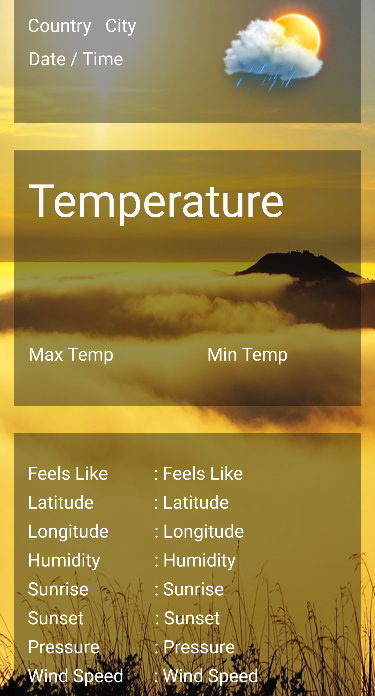 Country City
Date / Time
Temperature
Max Temp Min Temp
Feels Like : Feels Like
Latitude : Latitude
Longitude : Longitude
Humidity : Humidity
Sunrise : Sunrise
Sunset : Sunset
Pressure : Pressure
Wind Speed : Wind Speed